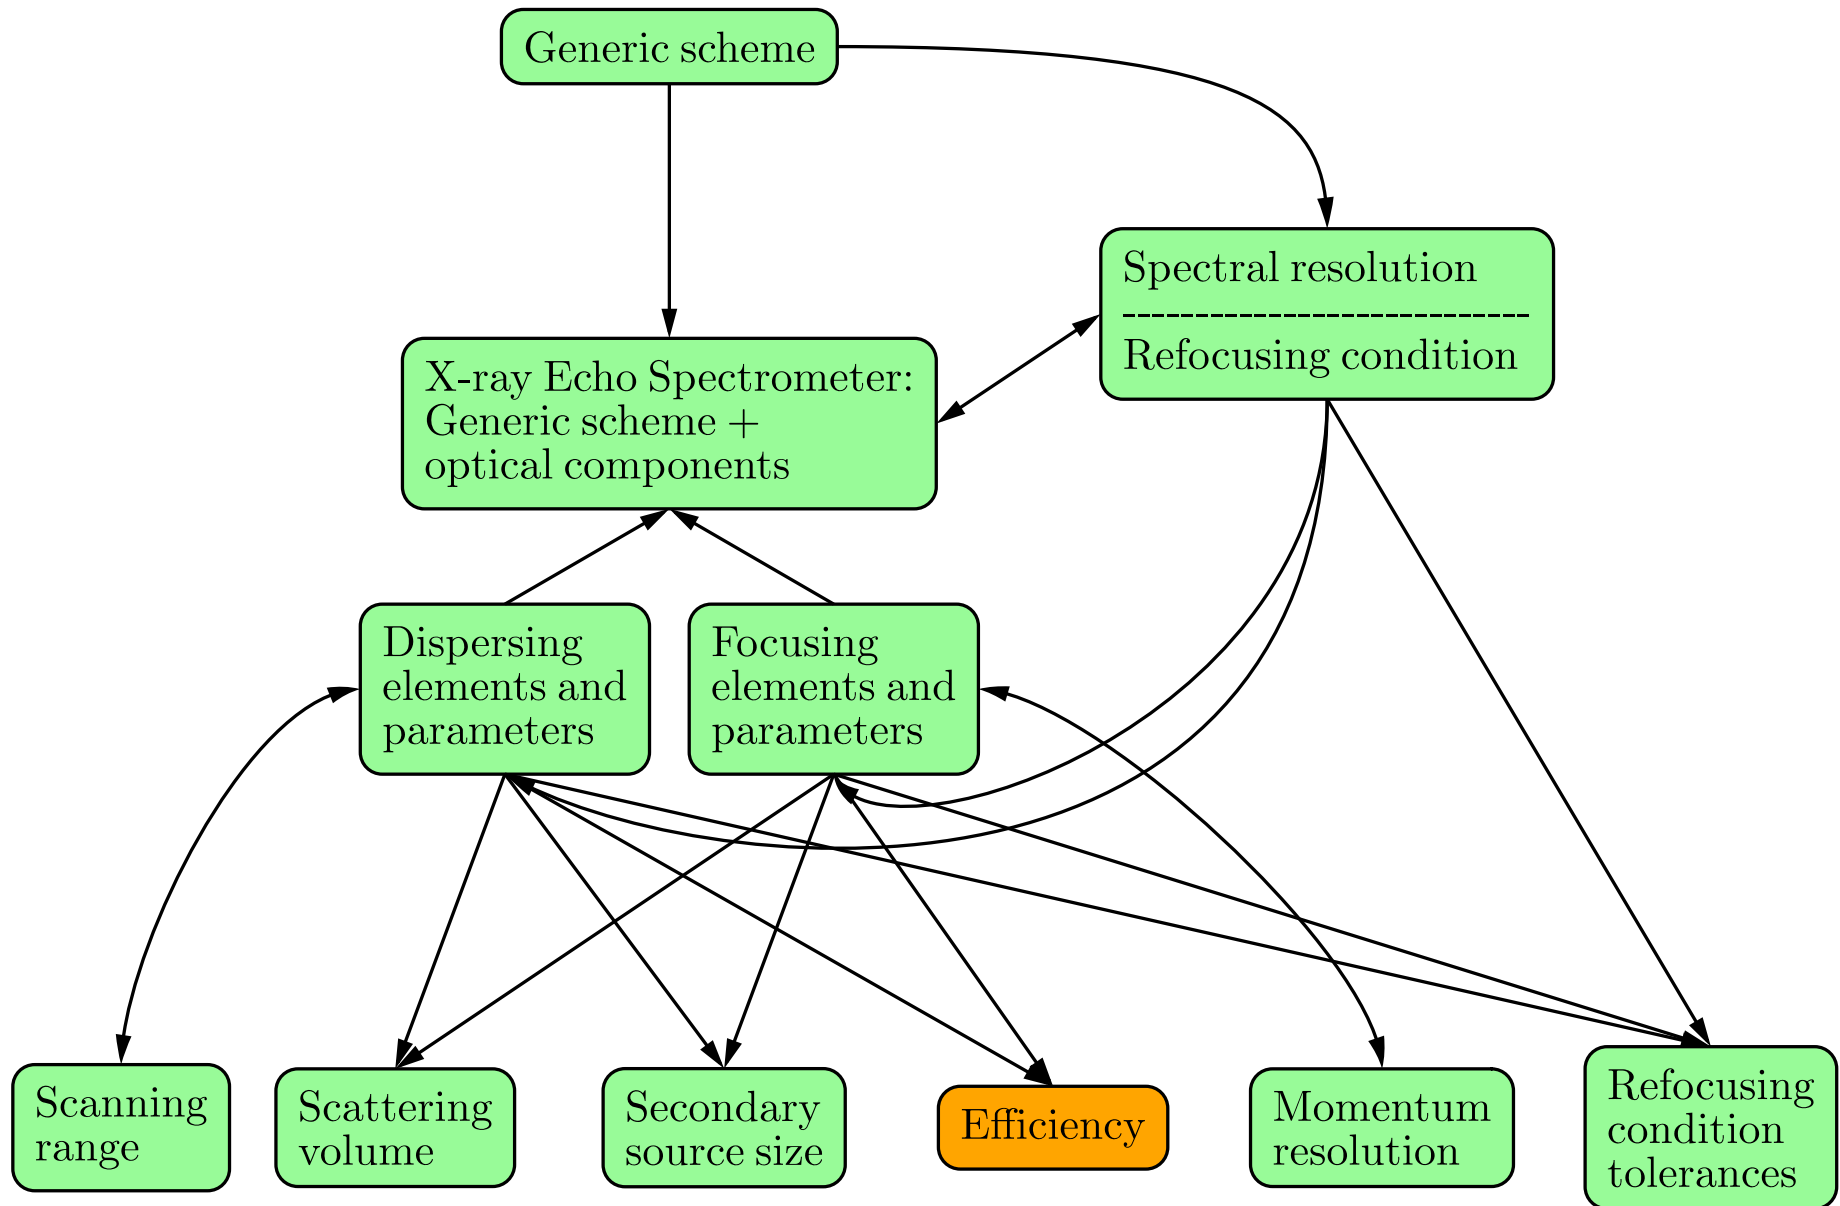 Generic scheme
Spectral resolution
----------------------------
Refocusing condition
X-ray Echo Spectrometer:
Generic scheme +
optical components
Dispersing
elements and
parameters
Focusing
elements and
parameters
Scanning
range
Scattering
volume
Secondary
source size
Efficiency
Momentum
resolution
Refocusing
condition
tolerances